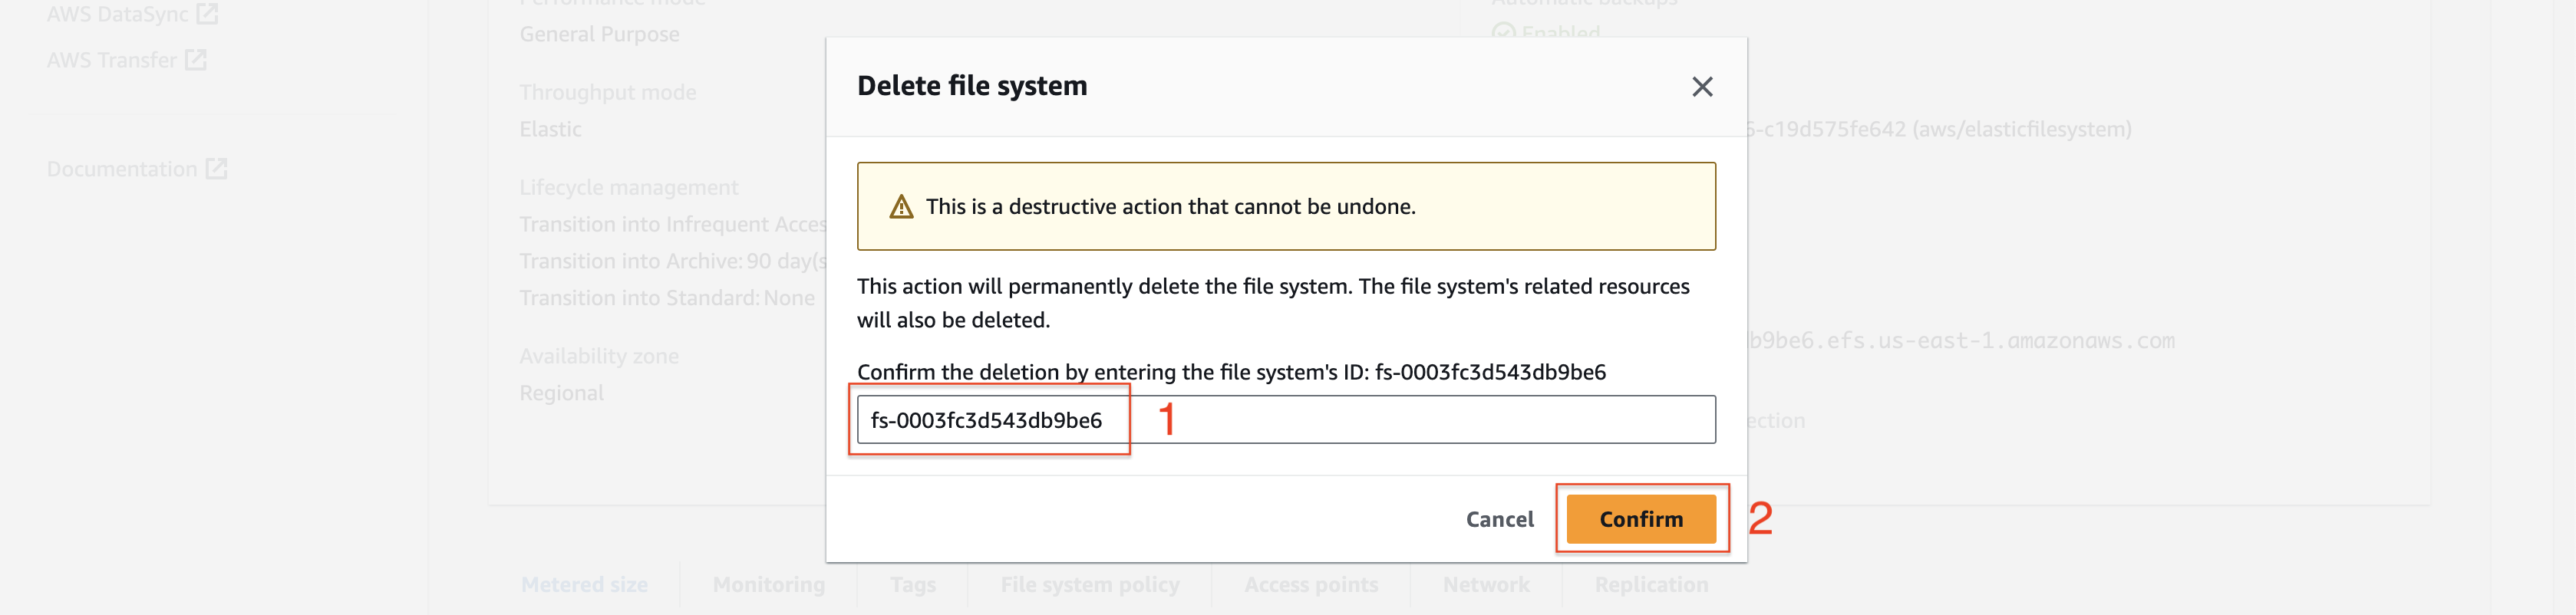 AWS DataSync
AWS Transfer
Documentation
Performance mode
General Purpose
Throughput mode
Elastic
Lifecycle management
Transition into Infrequent Acces
Transition into Archive: 90 day(s
Transition into Standard: None
Availability zone
Regional
Automatic backups
Enabled
-c19d575fe642 (aws/elasticfilesystem)
b9be6.efs.us-east-1.amazonaws.com
ection
Delete file system
This is a destructive action that cannot be undone.
This action will permanently delete the file system. The file system's related resources
will also be deleted.
Confirm the deletion by entering the file system's ID: fs-0003fc3d543db9be6
fs-0003fc3d543db9be6 1
Cancel Confirm 2
Metered size Monitoring Tags File system policy Access points Network Replication